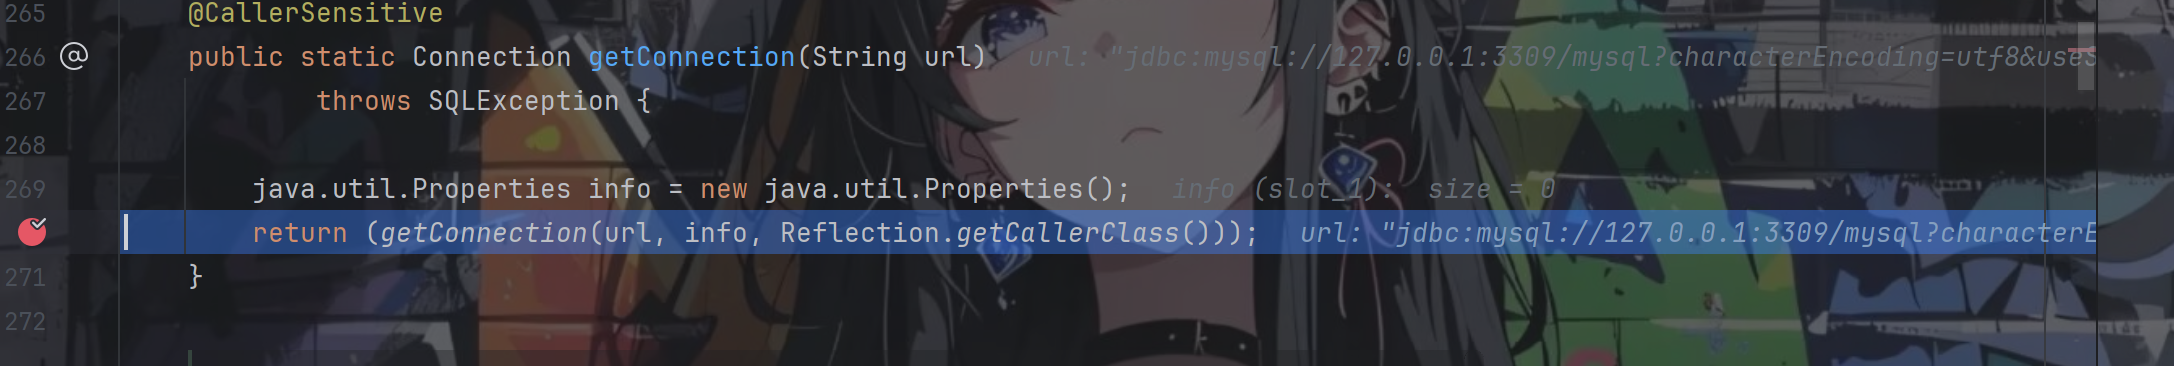 265 @CallerSensitive
266 @ public static Connection getConnection(String url) url: "jdbc:mysql://127.0.0.1:3309/mysql?characterEncoding=utf8&useS
267 throws SQLException {
268
269 java.util.Properties info = new java.util.Properties(); info (slot_1): size = 0
return (getConnection(url, info, Reflection.getCallerClass())); url: "jdbc:mysql://127.0.0.1:3309/mysql?characterE
271 }
272